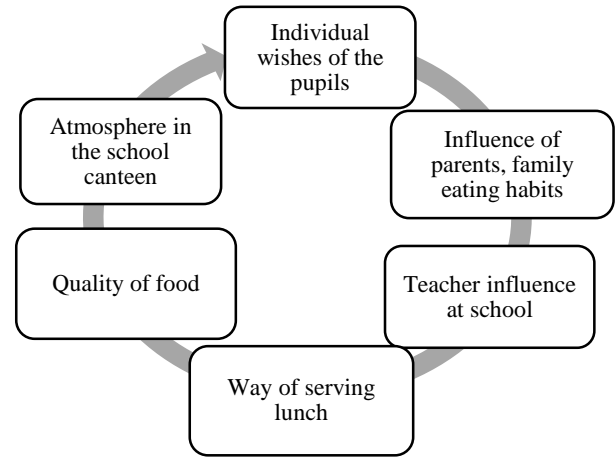 Individual
wishes of the
pupils
Influence of
parents, family
eating habits
Teacher influence
at school
Way of serving
lunch
Quality of food
Atmosphere in
the school
canteen